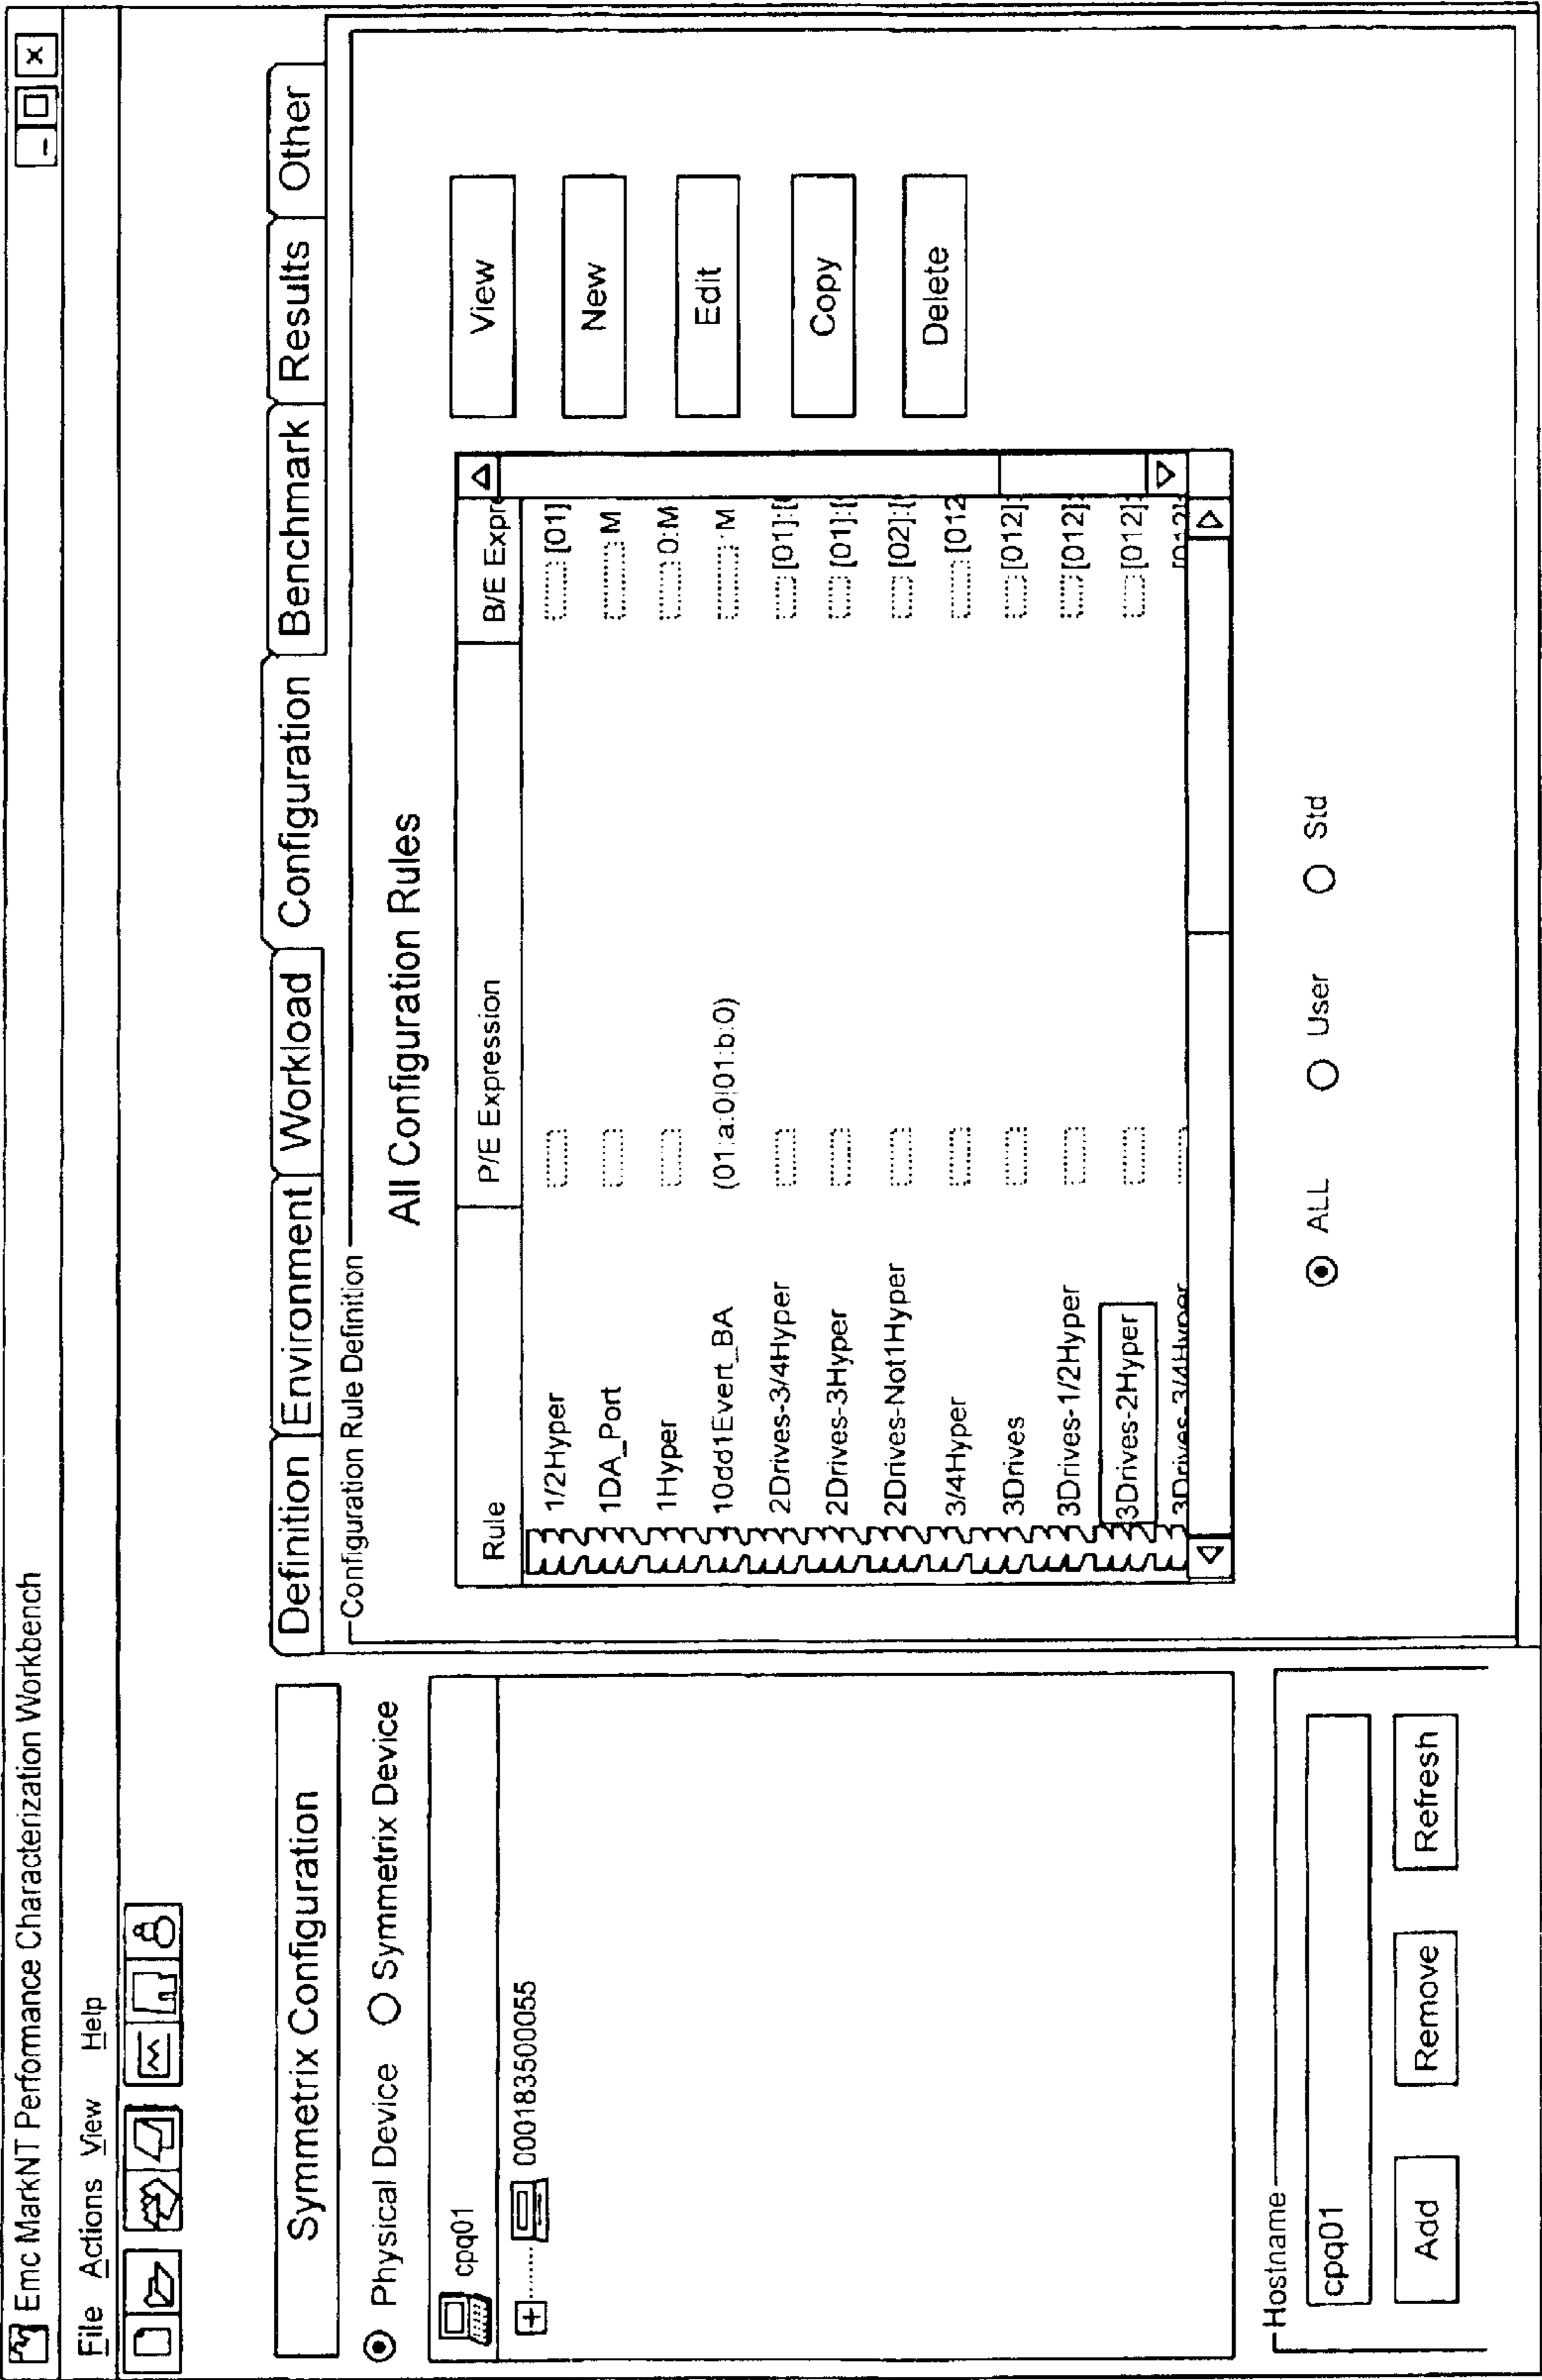 Emc MarkNT Performance Characterization Workbench
File Actions View Help
Symmetrix Configuration
Physical Device Symmetrix Device
cpq01
000183500055
Hostname
cpq01
Add Remove Refresh
Definition Environment Workload Configuration Benchmark Results Other
Configuration Rule Definition
All Configuration Rules
Rule P/E Expression B/E Expre
1/2Hyper [01]
1DA_Port M
1Hyper 0:M
10dd1Evert_BA (01:a:0|01:b:0) M
2Drives-3/4Hyper [01]:[
2Drives-3Hyper [01]:[
2Drives-Not1Hyper [02]:[
3/4Hyper [012
3Drives [012]:
3Drives-1/2Hyper [012]:
3Drives-2Hyper [012]:
3Drives-3/4Hyper
ALL User Std
View
New
Edit
Copy
Delete